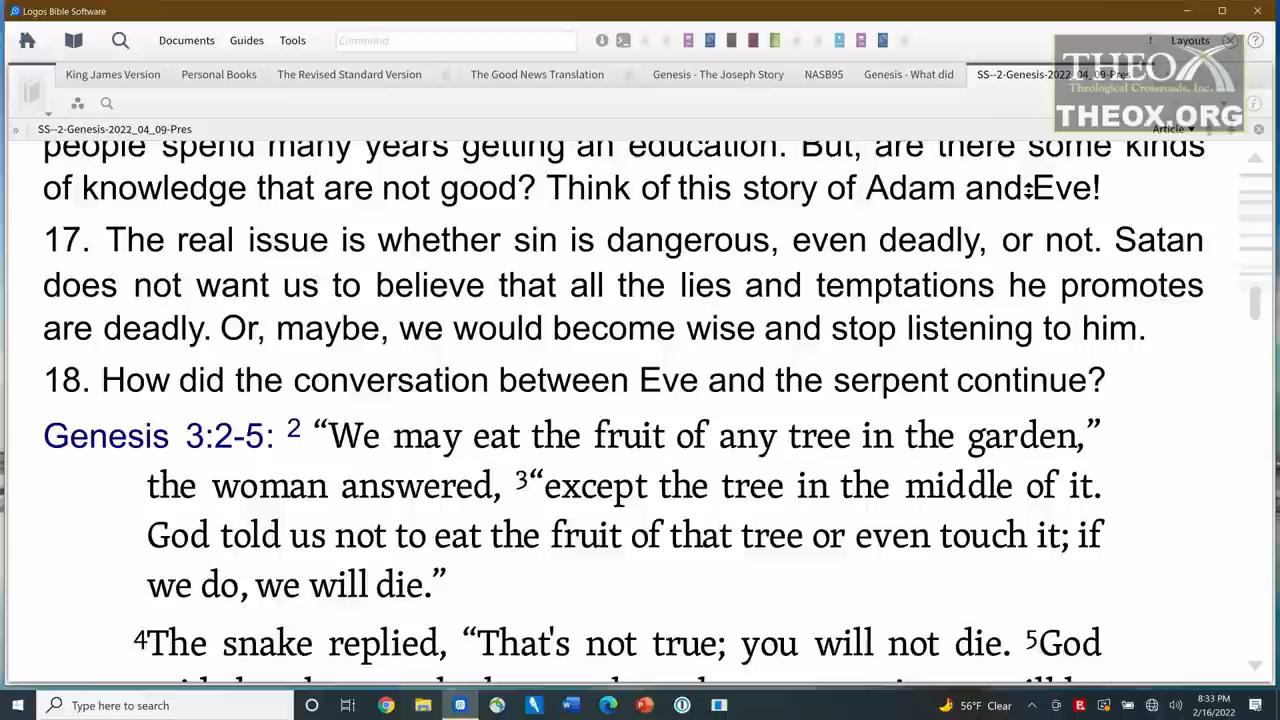 Logos Bible Software
Documents Guides Tools Command Layouts
King James Version Personal Books The Revised Standard Version The Good News Translation Genesis - The Joseph Story NASB95 Genesis - What did SS--2-Genesis-2022_04_09-Pres
THEOX
Theological Crossroads, Inc.
THEOX.ORG
SS--2-Genesis-2022_04_09-Pres Article
people spend many years getting an education. But, are there some kinds
of knowledge that are not good? Think of this story of Adam and Eve!
17. The real issue is whether sin is dangerous, even deadly, or not. Satan
does not want us to believe that all the lies and temptations he promotes
are deadly. Or, maybe, we would become wise and stop listening to him.
18. How did the conversation between Eve and the serpent continue?
Genesis 3:2-5: 2 “We may eat the fruit of any tree in the garden,”
the woman answered, 3“except the tree in the middle of it.
God told us not to eat the fruit of that tree or even touch it; if
we do, we will die.”
4The snake replied, “That's not true; you will not die. 5God
Type here to search
56°F Clear
8:33 PM
2/16/2022